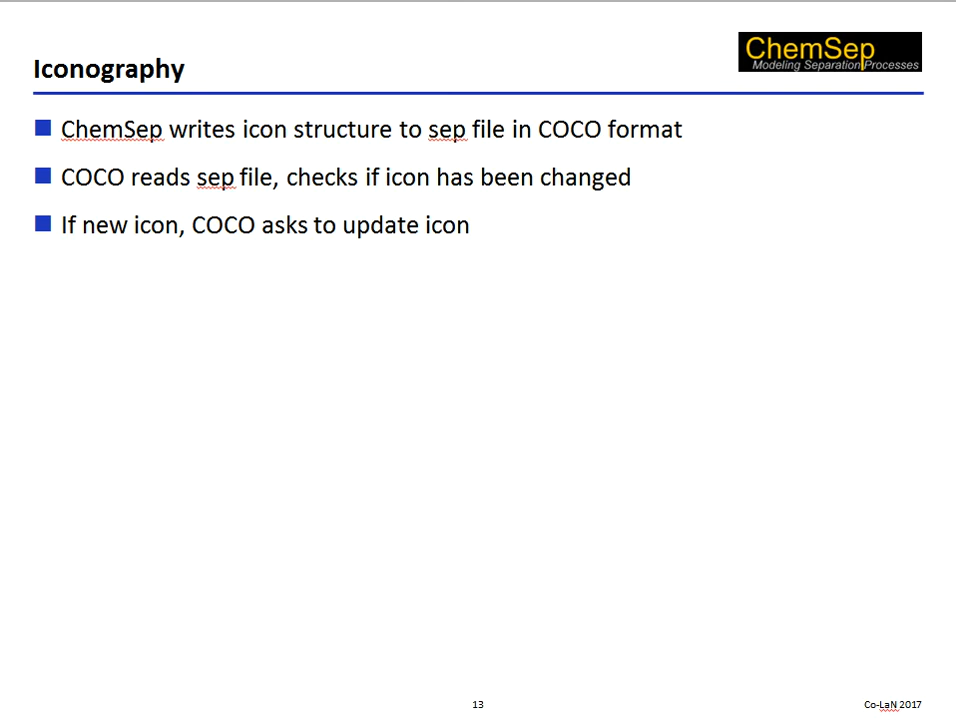 Iconography
ChemSep
Modeling Separation Processes
ChemSep writes icon structure to sep file in COCO format
COCO reads sep file, checks if icon has been changed
If new icon, COCO asks to update icon
13
Co-LaN 2017